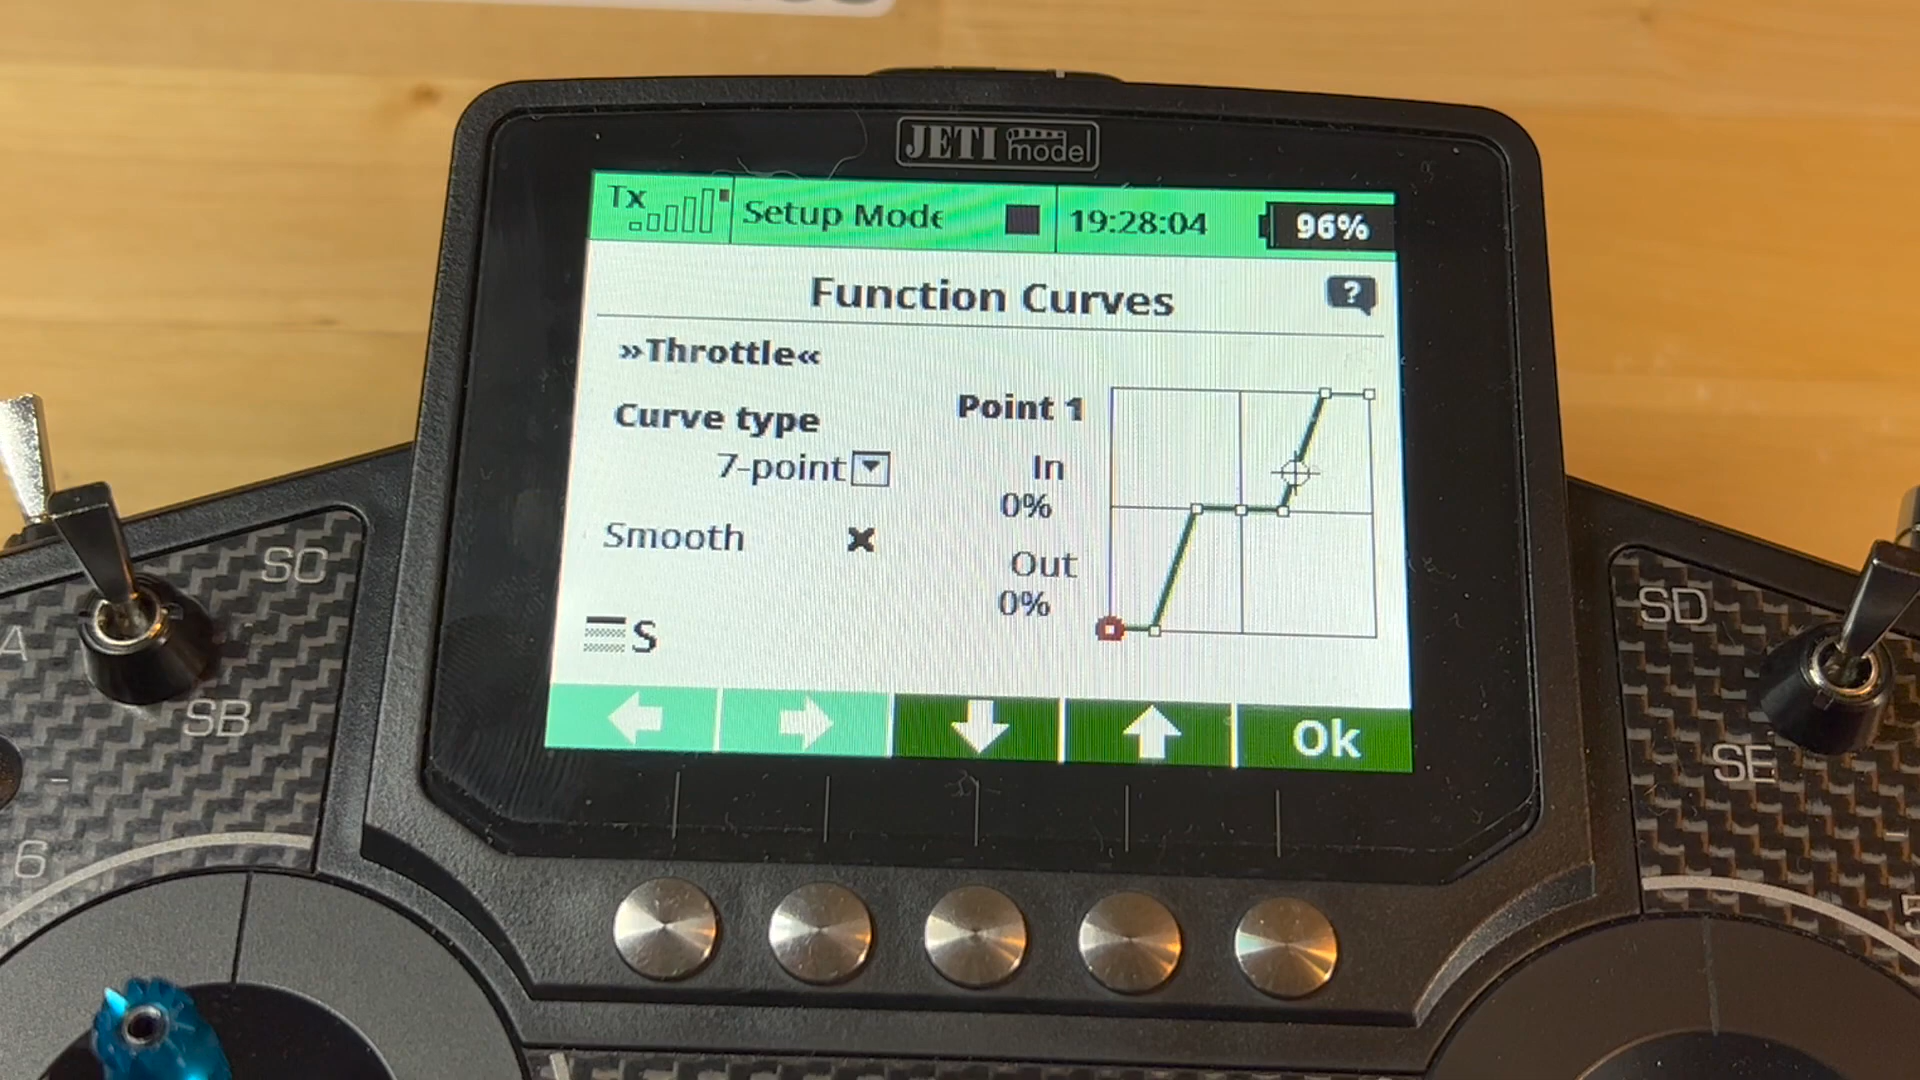 JETI model
Tx
Setup Mode
19:28:04
96%
Function Curves
?
»Throttle«
Curve type
7-point
Smooth
S
Point 1
In
0%
Out
0%
Ok
SC
SB
A
6
SD
SE
5